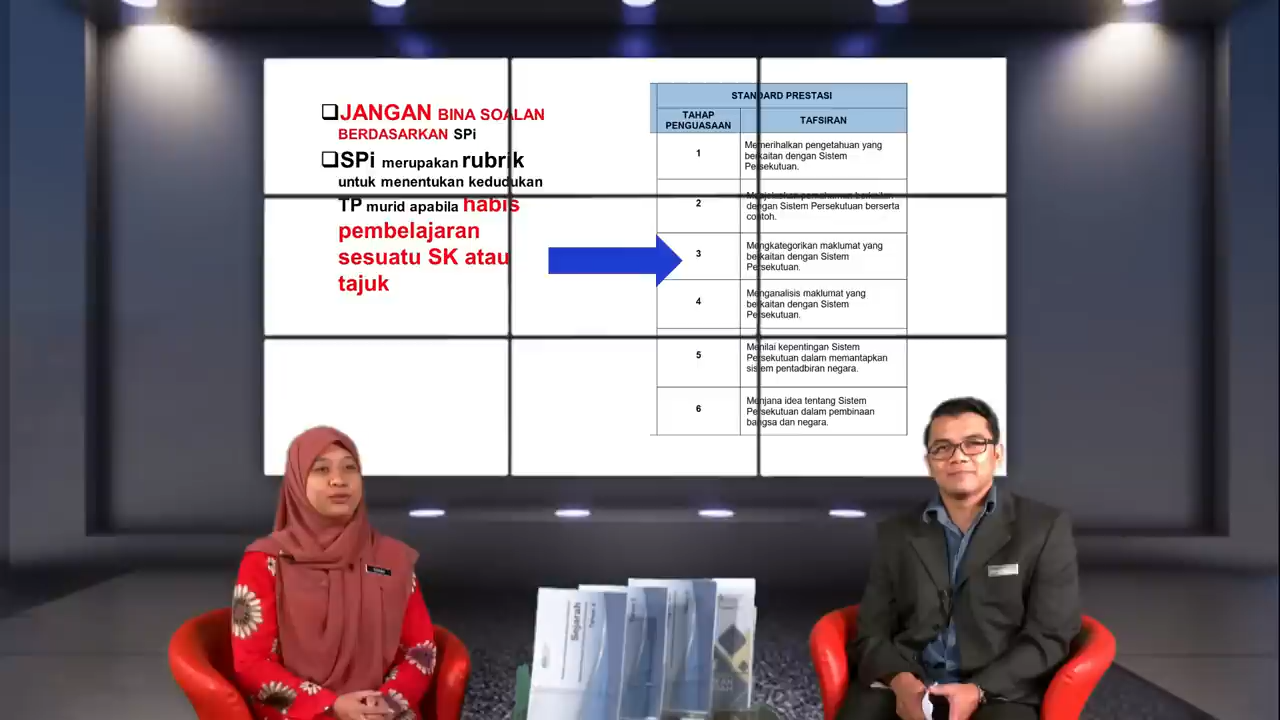 ❑JANGAN BINA SOALAN
BERDASARKAN SPi
❑SPi merupakan rubrik
untuk menentukan kedudukan
TP murid apabila habis
pembelajaran
sesuatu SK atau
tajuk
STANDARD PRESTASI
TAHAP
PENGUASAAN
TAFSIRAN
1
Memerihalkan pengetahuan yang
berkaitan dengan Sistem
Persekutuan.
2
Menjelaskan pemahaman berkaitan
dengan Sistem Persekutuan berserta
contoh.
3
Mengkategorikan maklumat yang
berkaitan dengan Sistem
Persekutuan.
4
Menganalisis maklumat yang
berkaitan dengan Sistem
Persekutuan.
5
Menilai kepentingan Sistem
Persekutuan dalam memantapkan
sistem pentadbiran negara.
6
Menjana idea tentang Sistem
Persekutuan dalam pembinaan
bangsa dan negara.
Sejarah